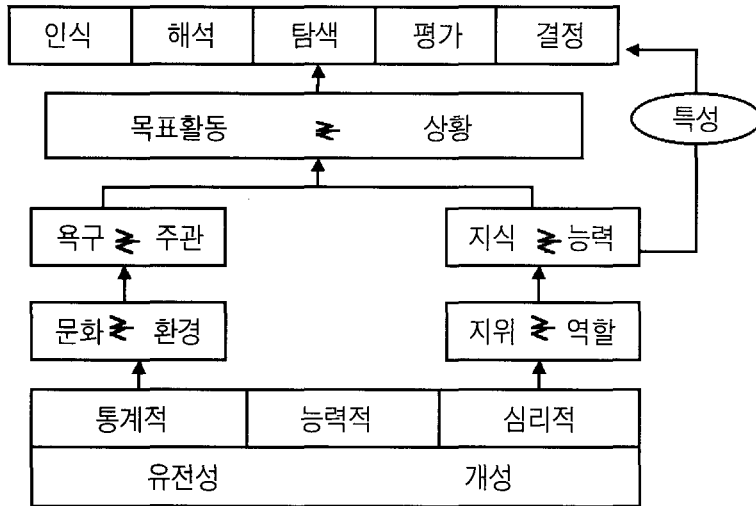 인식 해석 탐색 평가 결정
목표활동 상황
특성
욕구 주관 지식 능력
문화 환경 지위 역할
통계적 능력적 심리적
유전성 개성